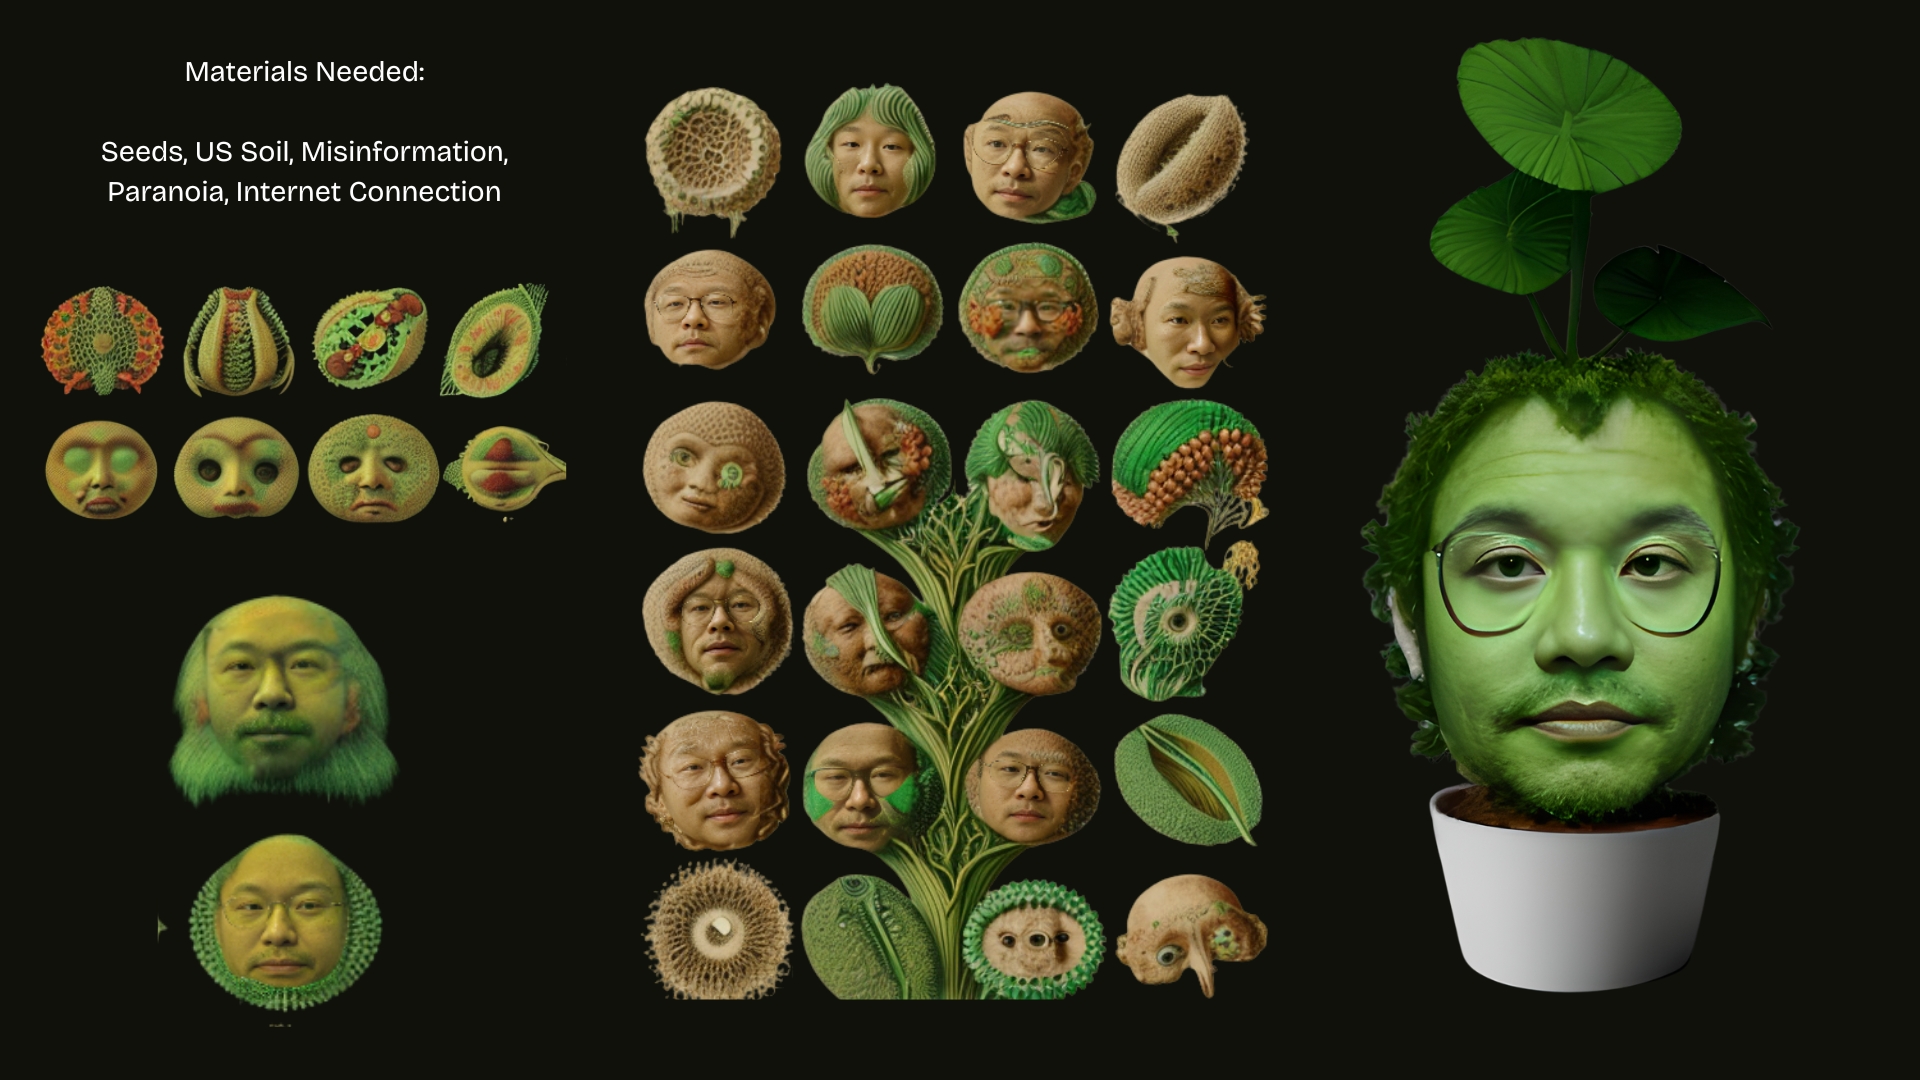 Materials Needed:
Seeds, US Soil, Misinformation,
Paranoia, Internet Connection